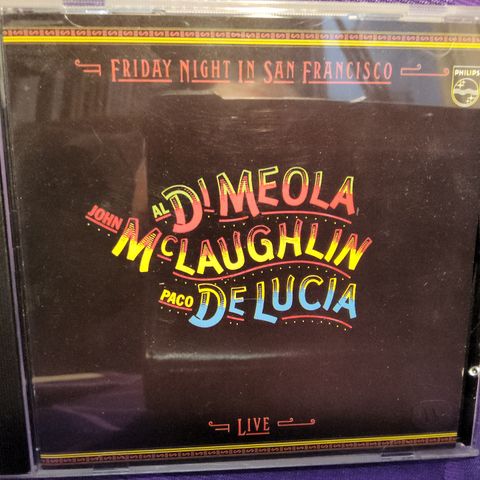 FRIDAY NIGHT IN SAN FRANCISCO
PHILIPS
AL DI MEOLA
JOHN MCLAUGHLIN
PACO DE LUCIA
LIVE